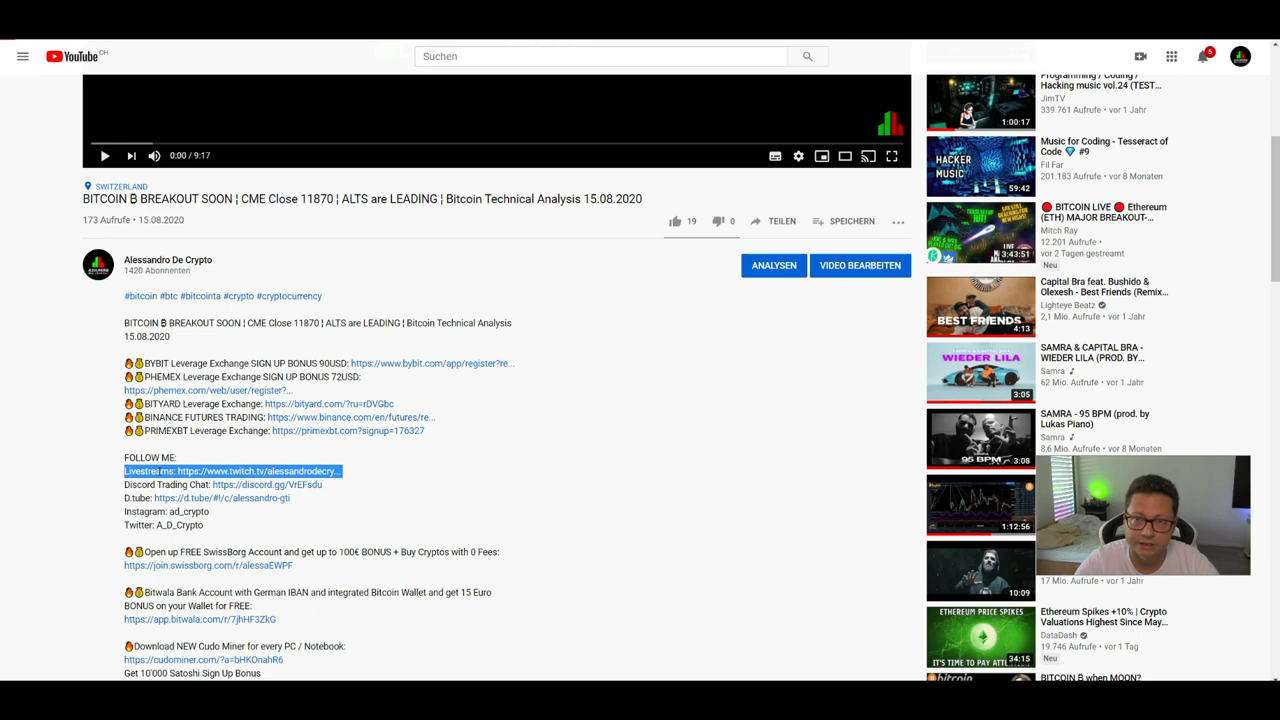 YouTube CH
Suchen
5
0:00 / 9:17
SWITZERLAND
BITCOIN ₿ BREAKOUT SOON ¦ CME Close 11870 ¦ ALTS are LEADING ¦ Bitcoin Technical Analysis 15.08.2020
173 Aufrufe • 15.08.2020
19
0
TEILEN
SPEICHERN
Alessandro De Crypto
1420 Abonnenten
ANALYSEN
VIDEO BEARBEITEN
#bitcoin #btc #bitcointa #crypto #cryptocurrency
BITCOIN ₿ BREAKOUT SOON ¦ CME Close 11870 ¦ ALTS are LEADING ¦ Bitcoin Technical Analysis
15.08.2020
🔥💰BYBIT Leverage Exchange SIGN UP BONUS 90USD: https://www.bybit.com/app/register?re...
🔥💰PHEMEX Leverage Exchange SIGN UP BONUS 72USD:
https://phemex.com/web/user/register?...
🔥💰BITYARD Leverage Exchange: https://bityard.com/?ru=rDVGbc
🔥💰BINANCE FUTURES TRADING: https://www.binance.com/en/futures/re...
🔥💰PRIMEXBT Leverage Exchange: https://primexbt.com?signup=176327
FOLLOW ME:
Livestreams: https://www.twitch.tv/alessandrodecry...
Discord Trading Chat: https://discord.gg/VrEFsdu
D.tube: https://d.tube/#!/c/alessandro-gti
Instagram: ad_crypto
Twitter: A_D_Crypto
🔥💰Open up FREE SwissBorg Account and get up to 100€ BONUS + Buy Cryptos with 0 Fees:
https://join.swissborg.com/r/alessaEWPF
🔥💰Bitwala Bank Account with German IBAN and integrated Bitcoin Wallet and get 15 Euro
BONUS on your Wallet for FREE:
https://app.bitwala.com/r/7jhHF3ZkG
🔥Download NEW Cudo Miner for every PC / Notebook:
https://cudominer.com/?a=bHKOnahR6
Get 10'000 Satoshi Sign Up Bonus
Programming / Coding /
Hacking music vol.24 (TEST...
JimTV
339.761 Aufrufe • vor 1 Jahr
1:00:17
HACKER
MUSIC
59:42
Music for Coding - Tesseract of
Code 💎 #9
Fil Far
201.183 Aufrufe • vor 8 Monaten
3:43:51
🔴 BITCOIN LIVE 🔴 Ethereum
(ETH) MAJOR BREAKOUT-...
Mitch Ray
12.201 Aufrufe •
vor 2 Tagen gestreamt
Neu
BEST FRIENDS
4:13
Capital Bra feat. Bushido &
Olexesh - Best Friends (Remix...
Lighteye Beatz
2,1 Mio. Aufrufe • vor 1 Jahr
WIEDER LILA
3:05
SAMRA & CAPITAL BRA -
WIEDER LILA (PROD. BY...
Samra
62 Mio. Aufrufe • vor 1 Jahr
95 BPM
3:08
SAMRA - 95 BPM (prod. by
Lukas Piano)
Samra
8,9 Mio. Aufrufe • vor 8 Monaten
1:12:56
10:09
17 Mio. Aufrufe • vor 1 Jahr
ETHEREUM PRICE SPIKES
IT'S TIME TO PAY ATTENTION
34:15
Ethereum Spikes +10% | Crypto
Valuations Highest Since May...
DataDash
19.746 Aufrufe • vor 1 Tag
Neu
bitcoin
BITCOIN ₿ when MOON?